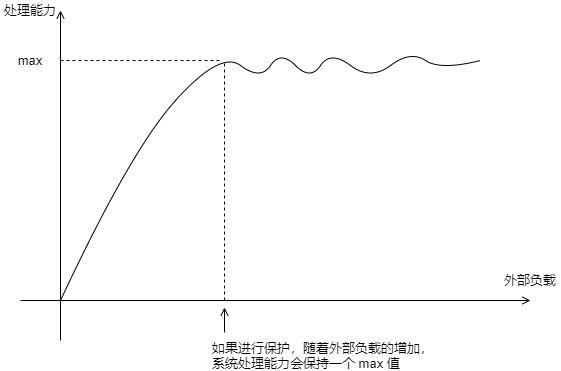 处理能力
max
外部负载
如果进行保护，随着外部负载的增加，
系统处理能力会保持一个 max 值